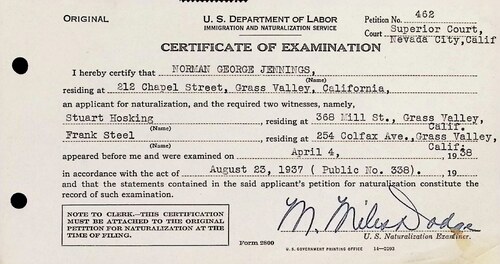 ORIGINAL
U. S. DEPARTMENT OF LABOR
IMMIGRATION AND NATURALIZATION SERVICE
Petition No. 462
Court Superior Court,
Nevada City, Calif
CERTIFICATE OF EXAMINATION
I hereby certify that NORMAN GEORGE JENNINGS,
(Name)
residing at 212 Chapel Street, Grass Valley, California,
an applicant for naturalization, and the required two witnesses, namely,
Stuart Hosking residing at 368 Mill St., Grass Valley,
(Name) Calif.
Frank Steel residing at 254 Colfax Ave., Grass Valley,
(Name) Calif.
appeared before me and were examined on April 4, 1938
in accordance with the act of August 23, 1937 ( Public No. 338).
and that the statements contained in the said applicant's petition for naturalization constitute the
record of such examination.
NOTE TO CLERK.—THIS CERTIFICATION
MUST BE ATTACHED TO THE ORIGINAL
PETITION FOR NATURALIZATION AT THE
TIME OF FILING.
M. Miles Dodge
U. S. Naturalization Examiner.
Form 2800
U. S. GOVERNMENT PRINTING OFFICE 14—0293